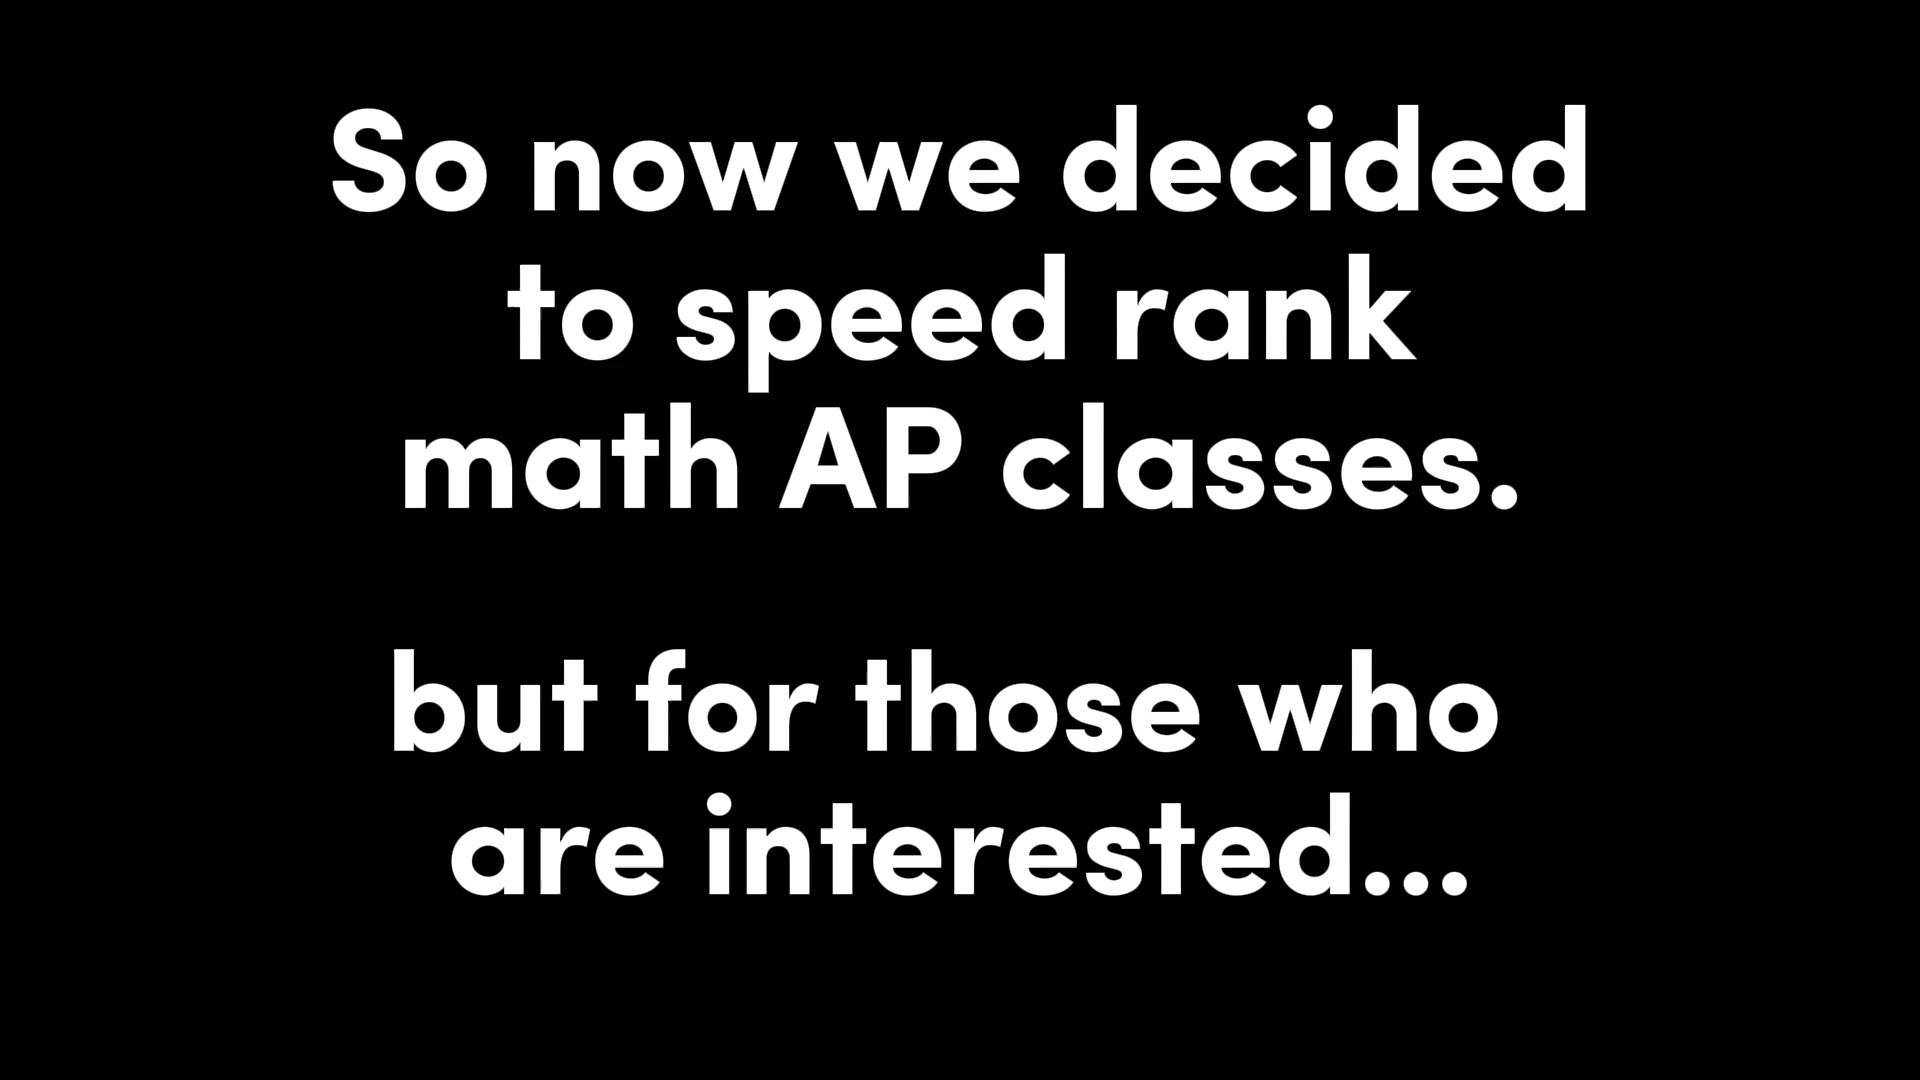 So now we decided
to speed rank
math AP classes.
but for those who
are interested...